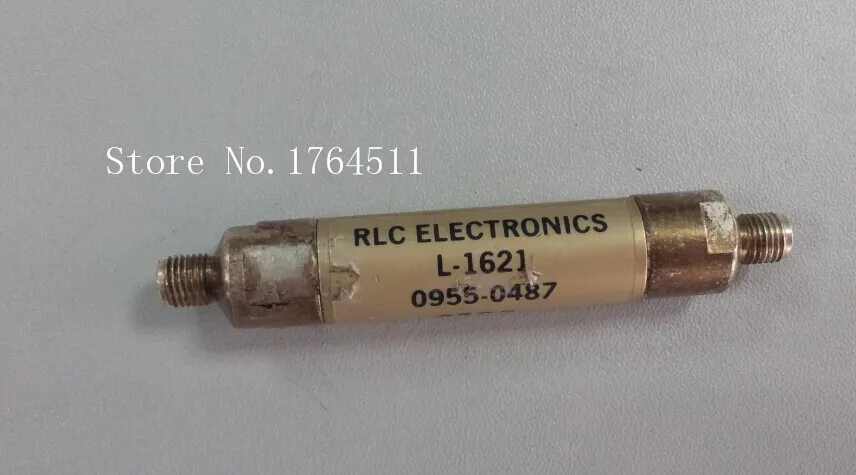 Store No.1764511
RLC ELECTRONICS
L-1621
0955-0487